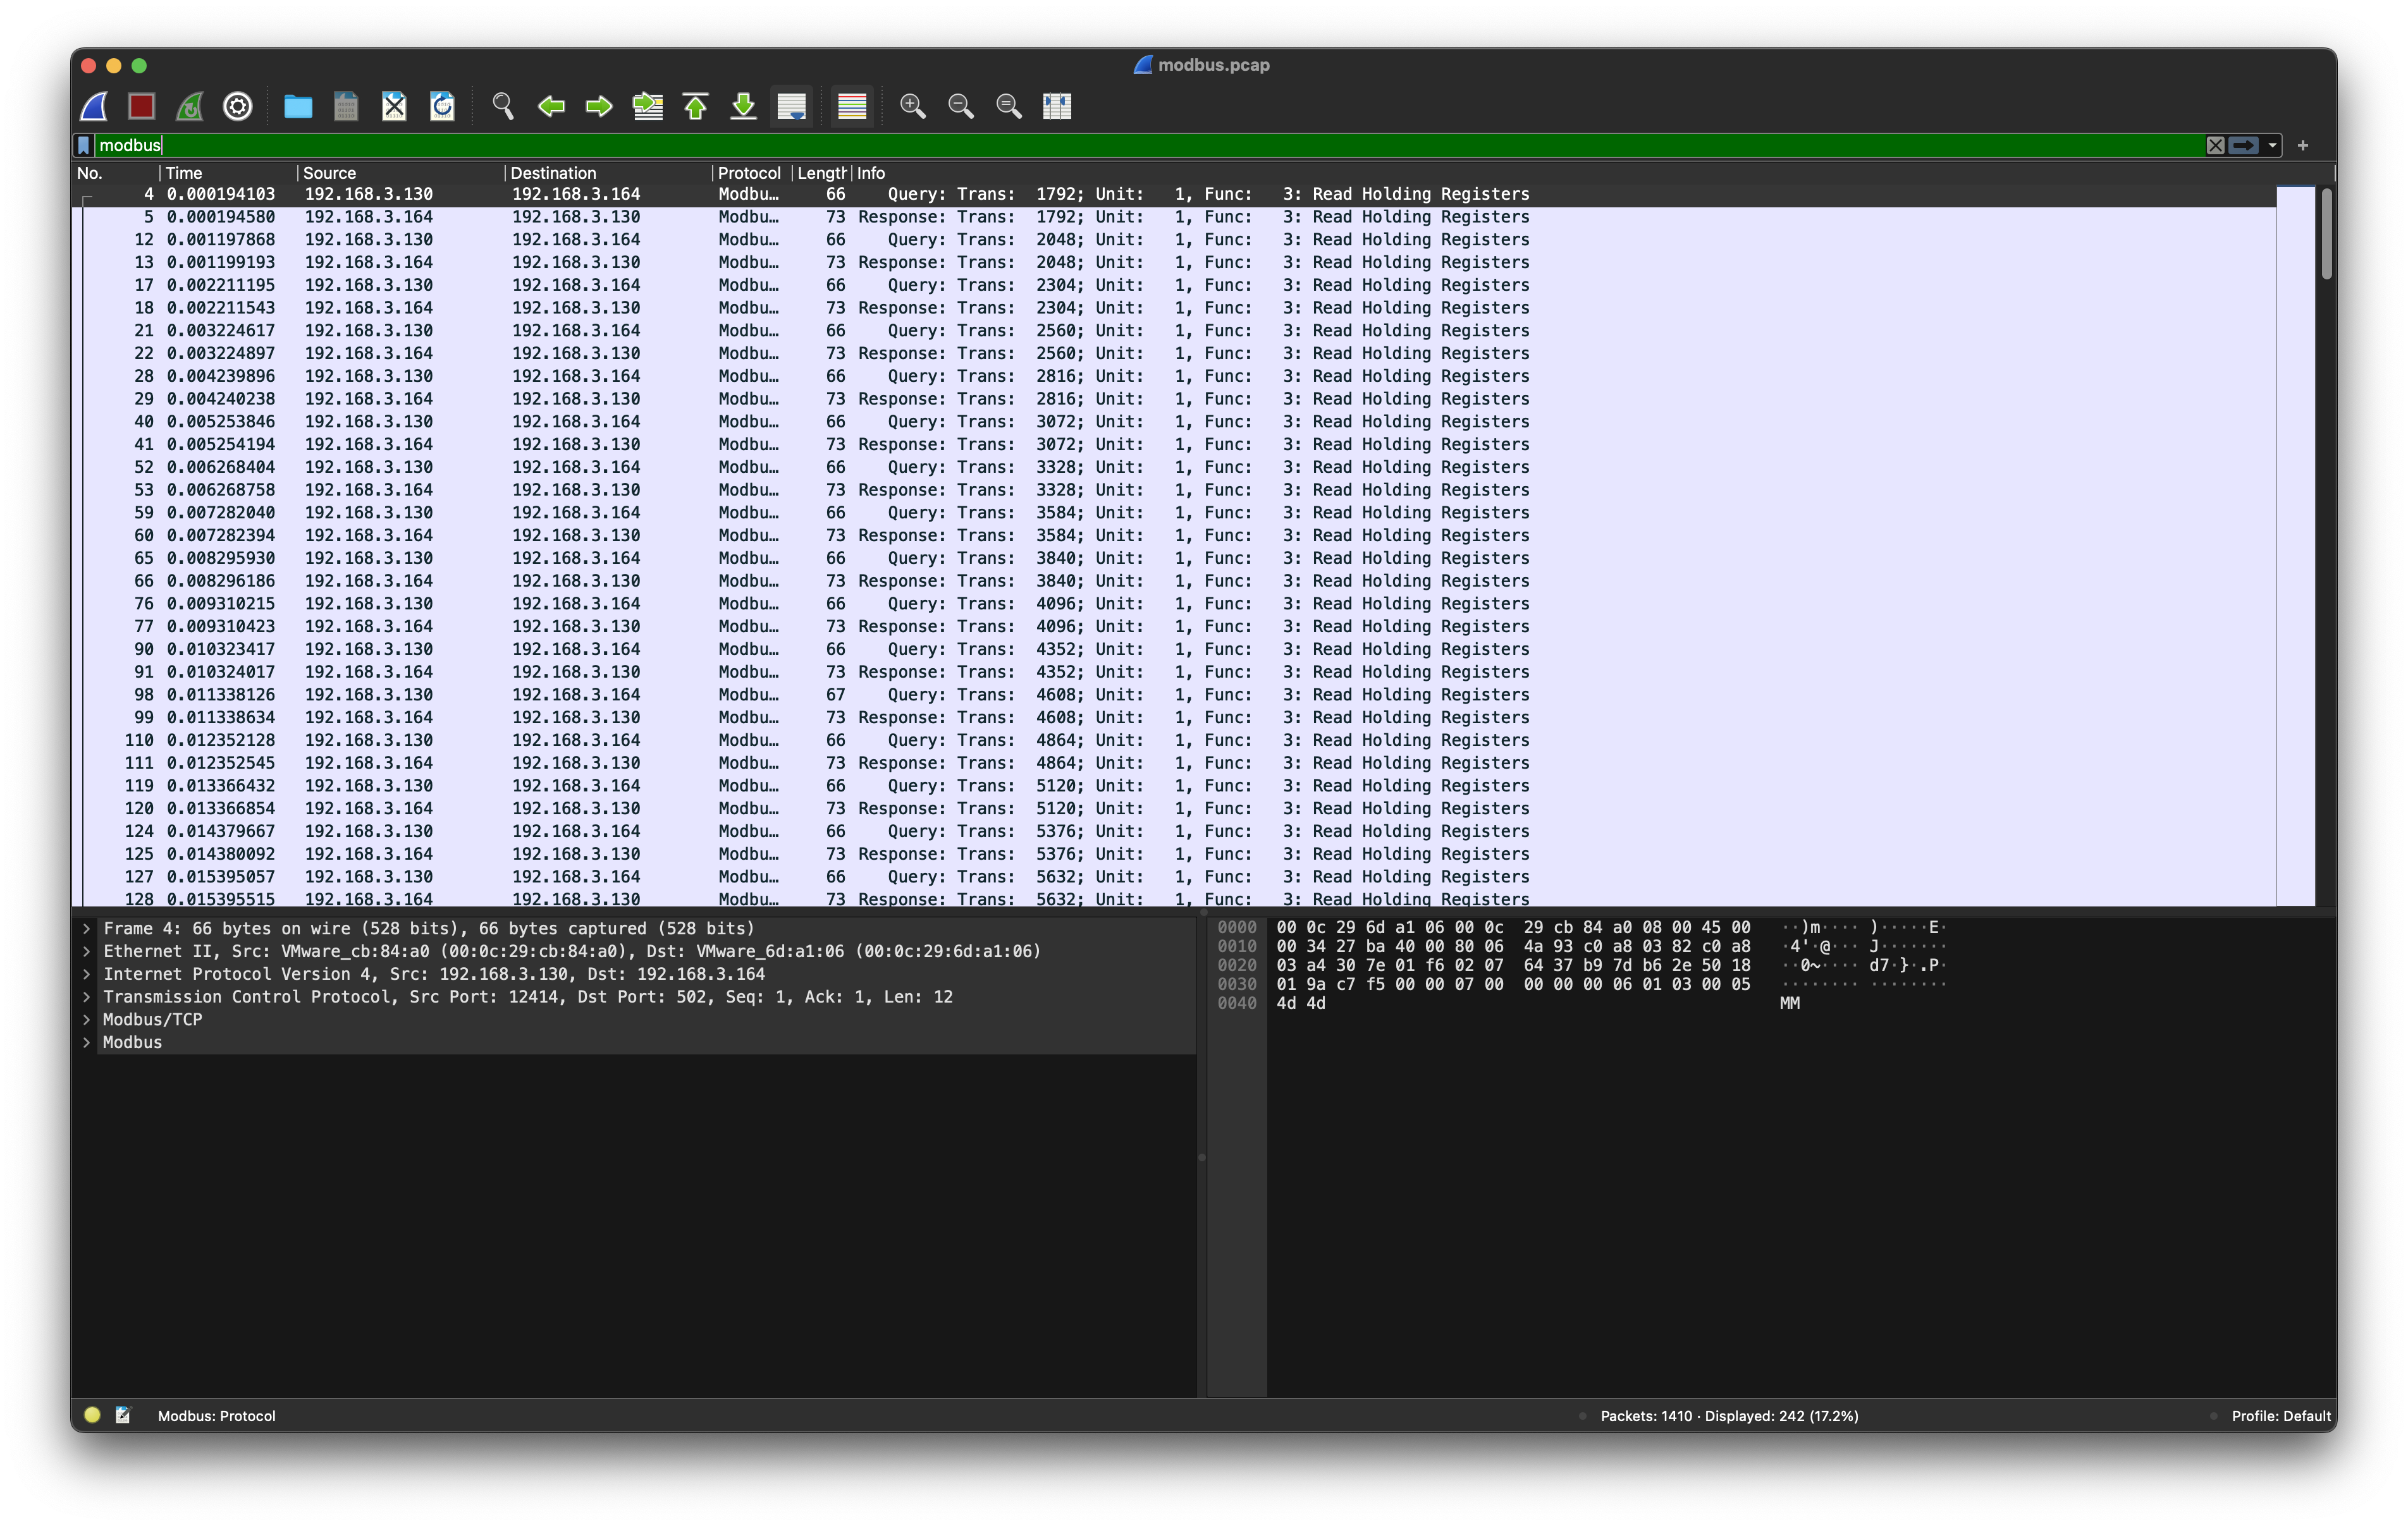 modbus.pcap
modbus
No. Time Source Destination Protocol Length Info
4 0.000194103 192.168.3.130 192.168.3.164 Modbu… 66 Query: Trans: 1792; Unit: 1, Func: 3: Read Holding Registers
5 0.000194580 192.168.3.164 192.168.3.130 Modbu… 73 Response: Trans: 1792; Unit: 1, Func: 3: Read Holding Registers
12 0.001197868 192.168.3.130 192.168.3.164 Modbu… 66 Query: Trans: 2048; Unit: 1, Func: 3: Read Holding Registers
13 0.001199193 192.168.3.164 192.168.3.130 Modbu… 73 Response: Trans: 2048; Unit: 1, Func: 3: Read Holding Registers
17 0.002211195 192.168.3.130 192.168.3.164 Modbu… 66 Query: Trans: 2304; Unit: 1, Func: 3: Read Holding Registers
18 0.002211543 192.168.3.164 192.168.3.130 Modbu… 73 Response: Trans: 2304; Unit: 1, Func: 3: Read Holding Registers
21 0.003224617 192.168.3.130 192.168.3.164 Modbu… 66 Query: Trans: 2560; Unit: 1, Func: 3: Read Holding Registers
22 0.003224897 192.168.3.164 192.168.3.130 Modbu… 73 Response: Trans: 2560; Unit: 1, Func: 3: Read Holding Registers
28 0.004239896 192.168.3.130 192.168.3.164 Modbu… 66 Query: Trans: 2816; Unit: 1, Func: 3: Read Holding Registers
29 0.004240238 192.168.3.164 192.168.3.130 Modbu… 73 Response: Trans: 2816; Unit: 1, Func: 3: Read Holding Registers
40 0.005253846 192.168.3.130 192.168.3.164 Modbu… 66 Query: Trans: 3072; Unit: 1, Func: 3: Read Holding Registers
41 0.005254194 192.168.3.164 192.168.3.130 Modbu… 73 Response: Trans: 3072; Unit: 1, Func: 3: Read Holding Registers
52 0.006268404 192.168.3.130 192.168.3.164 Modbu… 66 Query: Trans: 3328; Unit: 1, Func: 3: Read Holding Registers
53 0.006268758 192.168.3.164 192.168.3.130 Modbu… 73 Response: Trans: 3328; Unit: 1, Func: 3: Read Holding Registers
59 0.007282040 192.168.3.130 192.168.3.164 Modbu… 66 Query: Trans: 3584; Unit: 1, Func: 3: Read Holding Registers
60 0.007282394 192.168.3.164 192.168.3.130 Modbu… 73 Response: Trans: 3584; Unit: 1, Func: 3: Read Holding Registers
65 0.008295930 192.168.3.130 192.168.3.164 Modbu… 66 Query: Trans: 3840; Unit: 1, Func: 3: Read Holding Registers
66 0.008296186 192.168.3.164 192.168.3.130 Modbu… 73 Response: Trans: 3840; Unit: 1, Func: 3: Read Holding Registers
76 0.009310215 192.168.3.130 192.168.3.164 Modbu… 66 Query: Trans: 4096; Unit: 1, Func: 3: Read Holding Registers
77 0.009310423 192.168.3.164 192.168.3.130 Modbu… 73 Response: Trans: 4096; Unit: 1, Func: 3: Read Holding Registers
90 0.010323417 192.168.3.130 192.168.3.164 Modbu… 66 Query: Trans: 4352; Unit: 1, Func: 3: Read Holding Registers
91 0.010324017 192.168.3.164 192.168.3.130 Modbu… 73 Response: Trans: 4352; Unit: 1, Func: 3: Read Holding Registers
98 0.011338126 192.168.3.130 192.168.3.164 Modbu… 67 Query: Trans: 4608; Unit: 1, Func: 3: Read Holding Registers
99 0.011338634 192.168.3.164 192.168.3.130 Modbu… 73 Response: Trans: 4608; Unit: 1, Func: 3: Read Holding Registers
110 0.012352128 192.168.3.130 192.168.3.164 Modbu… 66 Query: Trans: 4864; Unit: 1, Func: 3: Read Holding Registers
111 0.012352545 192.168.3.164 192.168.3.130 Modbu… 73 Response: Trans: 4864; Unit: 1, Func: 3: Read Holding Registers
119 0.013366432 192.168.3.130 192.168.3.164 Modbu… 66 Query: Trans: 5120; Unit: 1, Func: 3: Read Holding Registers
120 0.013366854 192.168.3.164 192.168.3.130 Modbu… 73 Response: Trans: 5120; Unit: 1, Func: 3: Read Holding Registers
124 0.014379667 192.168.3.130 192.168.3.164 Modbu… 66 Query: Trans: 5376; Unit: 1, Func: 3: Read Holding Registers
125 0.014380092 192.168.3.164 192.168.3.130 Modbu… 73 Response: Trans: 5376; Unit: 1, Func: 3: Read Holding Registers
127 0.015395057 192.168.3.130 192.168.3.164 Modbu… 66 Query: Trans: 5632; Unit: 1, Func: 3: Read Holding Registers
128 0.015395515 192.168.3.164 192.168.3.130 Modbu… 73 Response: Trans: 5632; Unit: 1, Func: 3: Read Holding Registers
Frame 4: 66 bytes on wire (528 bits), 66 bytes captured (528 bits)
Ethernet II, Src: VMware_cb:84:a0 (00:0c:29:cb:84:a0), Dst: VMware_6d:a1:06 (00:0c:29:6d:a1:06)
Internet Protocol Version 4, Src: 192.168.3.130, Dst: 192.168.3.164
Transmission Control Protocol, Src Port: 12414, Dst Port: 502, Seq: 1, Ack: 1, Len: 12
Modbus/TCP
Modbus
0000 00 0c 29 6d a1 06 00 0c 29 cb 84 a0 08 00 45 00 ··)m···· )·····E·
0010 00 34 27 ba 40 00 80 06 4a 93 c0 a8 03 82 c0 a8 ·4'·@··· J·······
0020 03 a4 30 7e 01 f6 02 07 64 37 b9 7d b6 2e 50 18 ··0~···· d7·}·.P·
0030 01 9a c7 f5 00 00 07 00 00 00 00 06 01 03 00 05 ········ ········
0040 4d 4d MM
Modbus: Protocol
Packets: 1410 · Displayed: 242 (17.2%)
Profile: Default